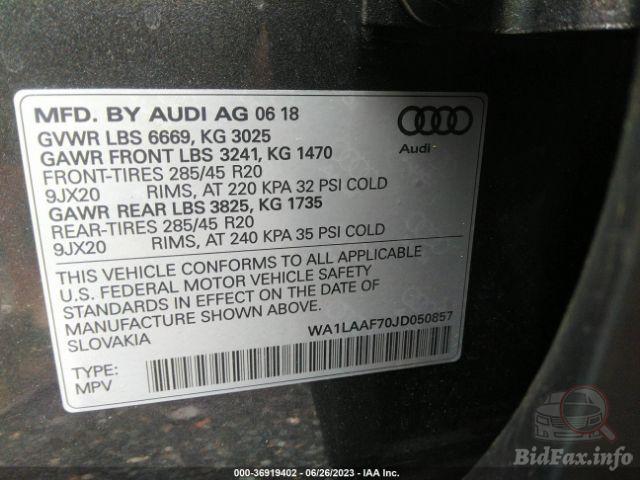 MFD. BY AUDI AG 06 18
GVWR LBS 6669, KG 3025
GAWR FRONT LBS 3241, KG 1470
FRONT-TIRES 285/45 R20
9JX20 RIMS, AT 220 KPA 32 PSI COLD
GAWR REAR LBS 3825, KG 1735
REAR-TIRES 285/45 R20
9JX20 RIMS, AT 240 KPA 35 PSI COLD
Audi
THIS VEHICLE CONFORMS TO ALL APPLICABLE
U.S. FEDERAL MOTOR VEHICLE SAFETY
STANDARDS IN EFFECT ON THE DATE OF
MANUFACTURE SHOWN ABOVE.
SLOVAKIA
WA1LAAF70JD050857
TYPE:
MPV
000-36919402 - 06/26/2023 - IAA Inc.
BidFax.info